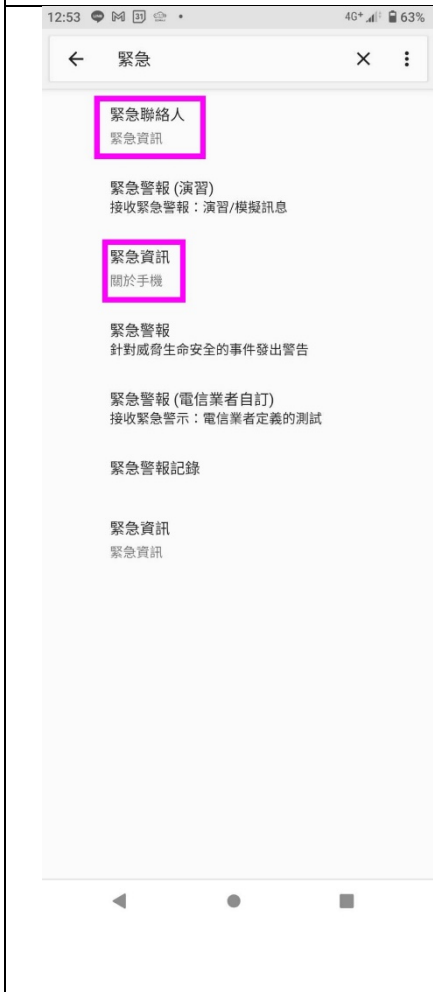 12:53 31 4G+ 63%
緊急
緊急聯絡人
緊急資訊
緊急警報 (演習)
接收緊急警報：演習/模擬訊息
緊急資訊
關於手機
緊急警報
針對威脅生命安全的事件發出警告
緊急警報 (電信業者自訂)
接收緊急警示：電信業者定義的測試
緊急警報記錄
緊急資訊
緊急資訊